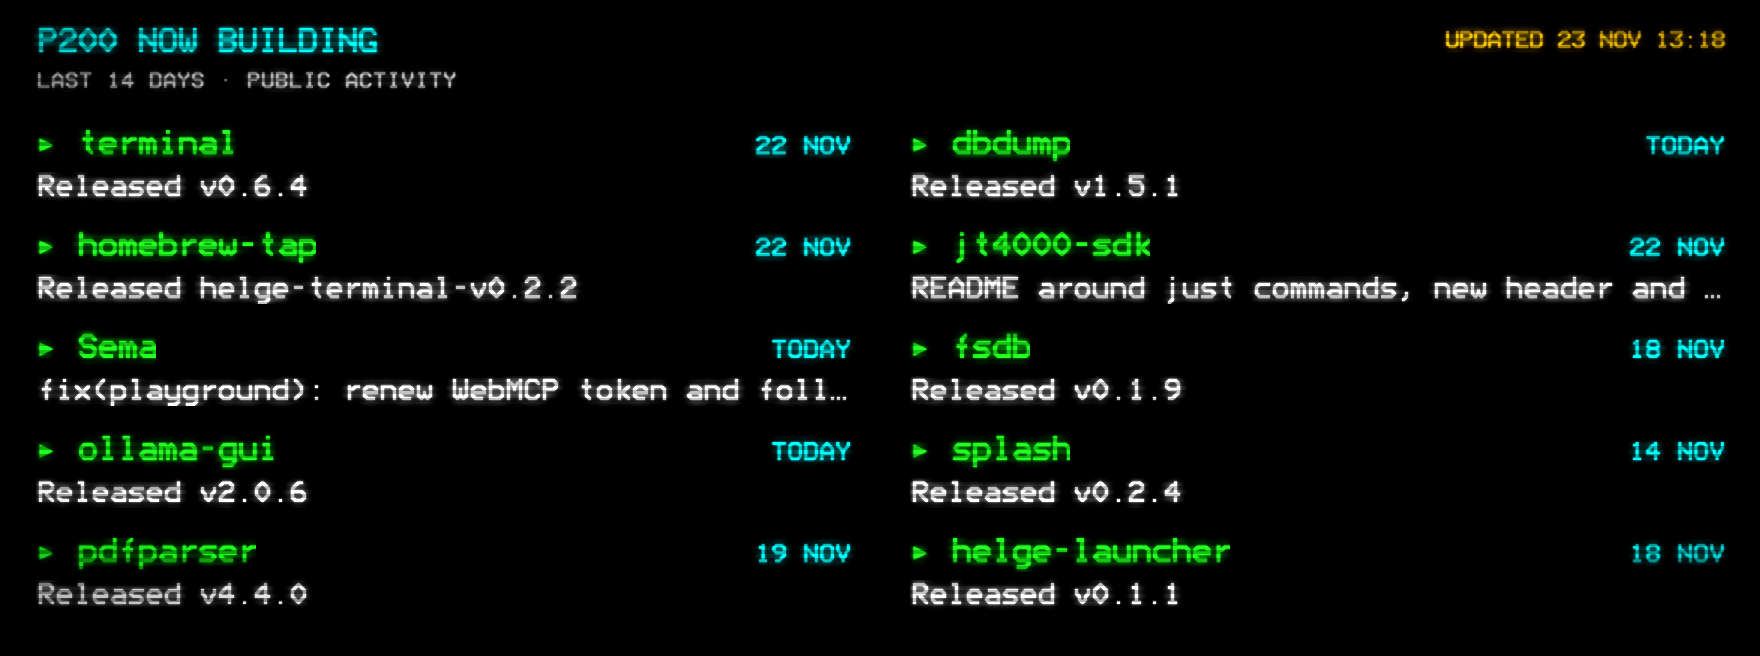 P200 NOW BUILDING
UPDATED 23 NOV 13:18
LAST 14 DAYS · PUBLIC ACTIVITY
▸ terminal 22 NOV
Released v0.6.4
▸ dbdump TODAY
Released v1.5.1
▸ homebrew-tap 22 NOV
Released helge-terminal-v0.2.2
▸ jt4000-sdk 22 NOV
README around just commands, new header and …
▸ Sema TODAY
fix(playground): renew WebMCP token and foll…
▸ fsdb 18 NOV
Released v0.1.9
▸ ollama-gui TODAY
Released v2.0.6
▸ splash 14 NOV
Released v0.2.4
▸ pdfparser 19 NOV
Released v4.4.0
▸ helge-launcher 18 NOV
Released v0.1.1